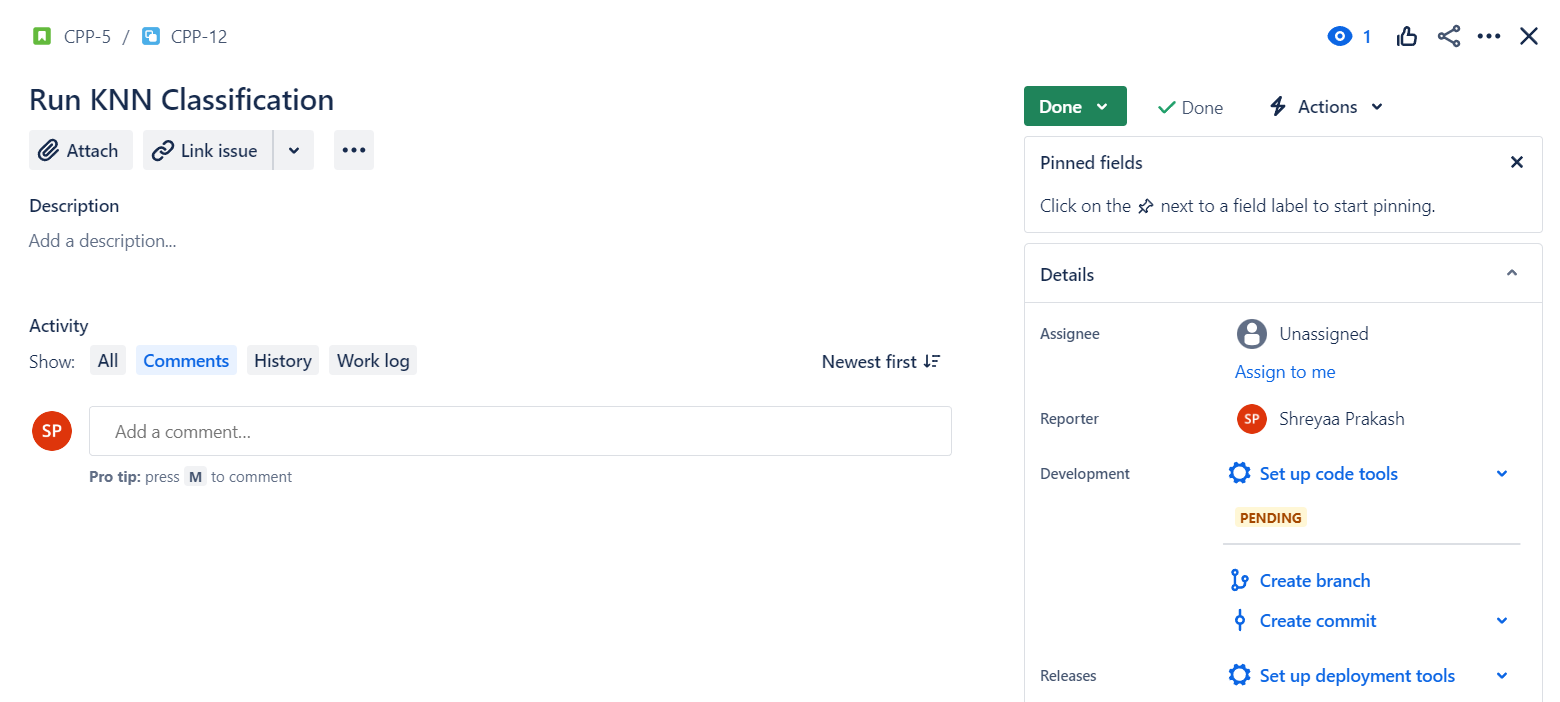 CPP-5 / CPP-12
1
Run KNN Classification
Done
Done
Actions
Attach
Link issue
Pinned fields
Click on the next to a field label to start pinning.
Description
Add a description...
Details
Activity
Show: All Comments History Work log
Newest first
Assignee
Unassigned
Assign to me
SP
Add a comment...
Pro tip: press M to comment
Reporter
SP Shreyaa Prakash
Development
Set up code tools
PENDING
Create branch
Create commit
Releases
Set up deployment tools